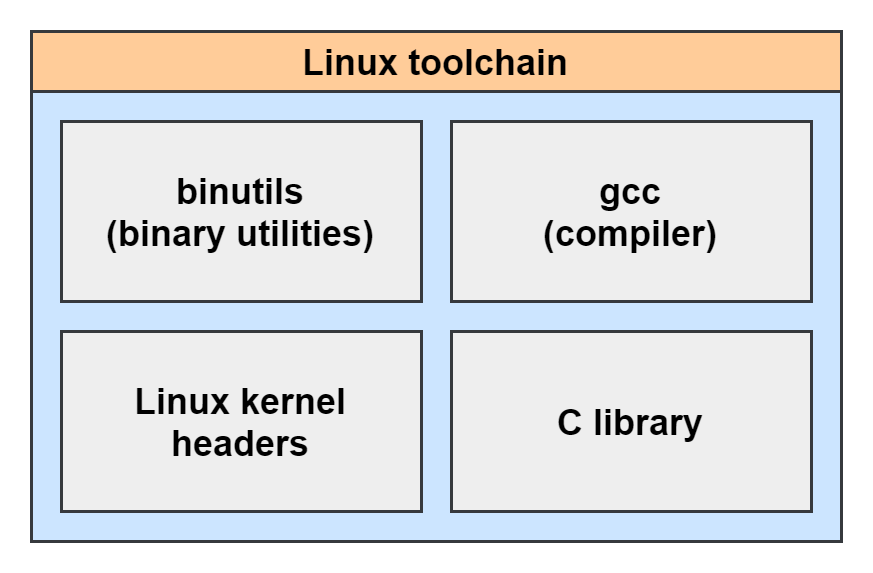 Linux toolchain
binutils
(binary utilities)
gcc
(compiler)
Linux kernel
headers
C library